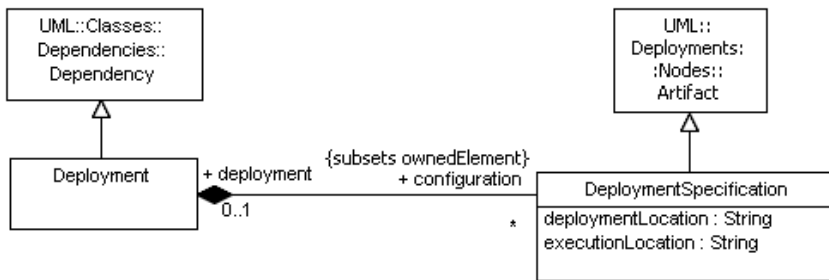 UML::Classes::
Dependencies::
Dependency
UML::
Deployments:
:Nodes::
Artifact
Deployment
+ deployment
0..1
{subsets ownedElement}
+ configuration
*
DeploymentSpecification
deploymentLocation : String
executionLocation : String